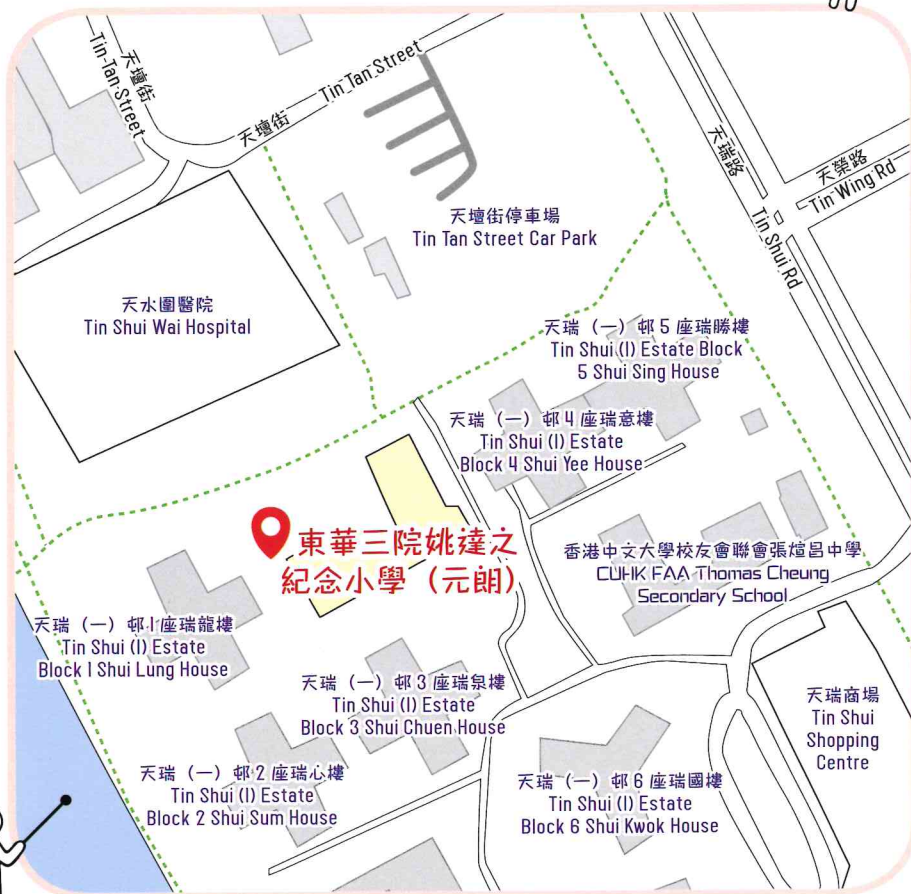 天壇街
Tin Tan Street
天壇街
Tin Tan Street
天瑞路
Tin Shui Rd
天榮路
Tin Wing Rd
天壇街停車場
Tin Tan Street Car Park
天水圍醫院
Tin Shui Wai Hospital
天瑞（一）邨5座瑞勝樓
Tin Shui (I) Estate Block
5 Shui Sing House
天瑞（一）邨4座瑞意樓
Tin Shui (I) Estate
Block 4 Shui Yee House
東華三院姚達之
紀念小學（元朗）
香港中文大學校友會聯會張煊昌中學
CUHK FAA Thomas Cheung
Secondary School
天瑞（一）邨1座瑞龍樓
Tin Shui (I) Estate
Block 1 Shui Lung House
天瑞（一）邨3座瑞泉樓
Tin Shui (I) Estate
Block 3 Shui Chuen House
天瑞商場
Tin Shui
Shopping
Centre
天瑞（一）邨2座瑞心樓
Tin Shui (I) Estate
Block 2 Shui Sum House
天瑞（一）邨6座瑞國樓
Tin Shui (I) Estate
Block 6 Shui Kwok House